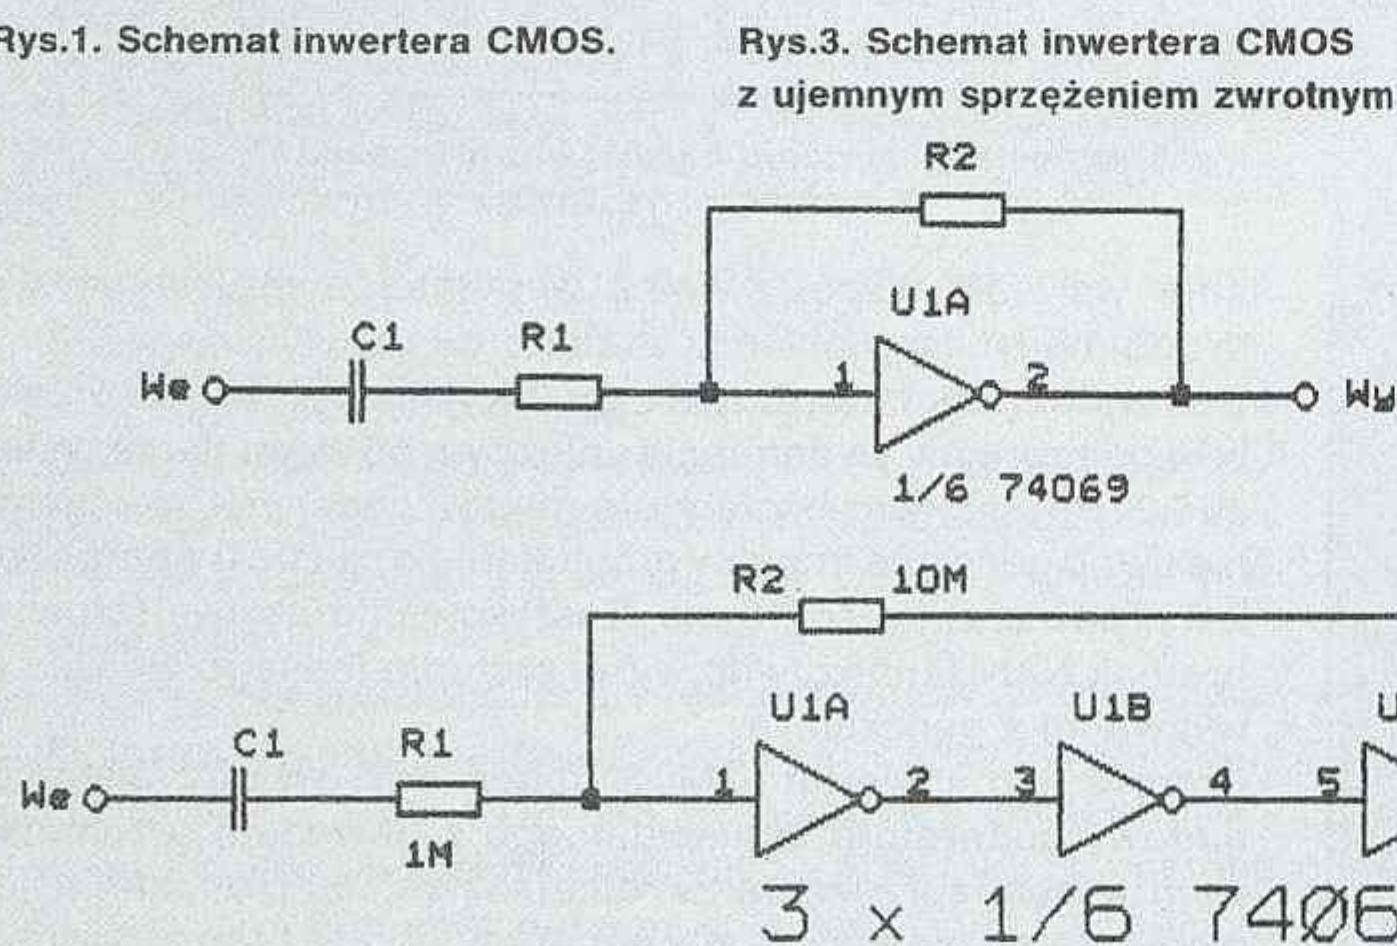 Rys.1. Schemat inwertera CMOS.
Rys.3. Schemat inwertera CMOS
z ujemnym sprzężeniem zwrotnym
R2
U1A
C1
R1
We
1
2
Wy
1/6 74069
R2
10M
U1A
U1B
U
C1
R1
We
1
2
3
4
5
1M
3 x 1/6 7406